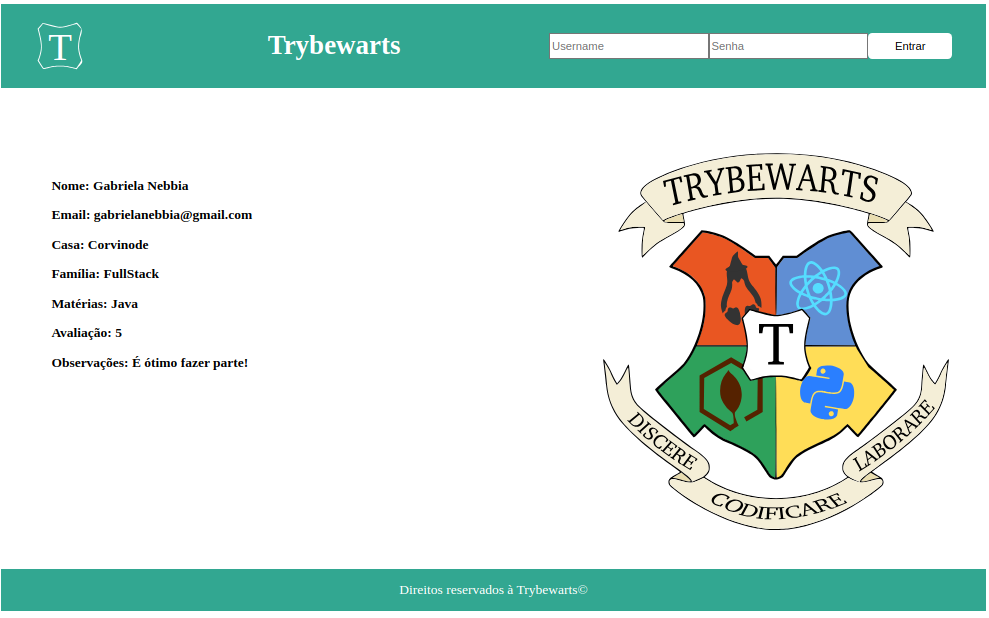 T
Trybewarts
Username
Senha
Entrar
Nome: Gabriela Nebbia
Email: gabrielanebbia@gmail.com
Casa: Corvinode
Família: FullStack
Matérias: Java
Avaliação: 5
Observações: É ótimo fazer parte!
TRYBEWARTS
T
DISCERE
CODIFICARE
LABORARE
Direitos reservados à Trybewarts©